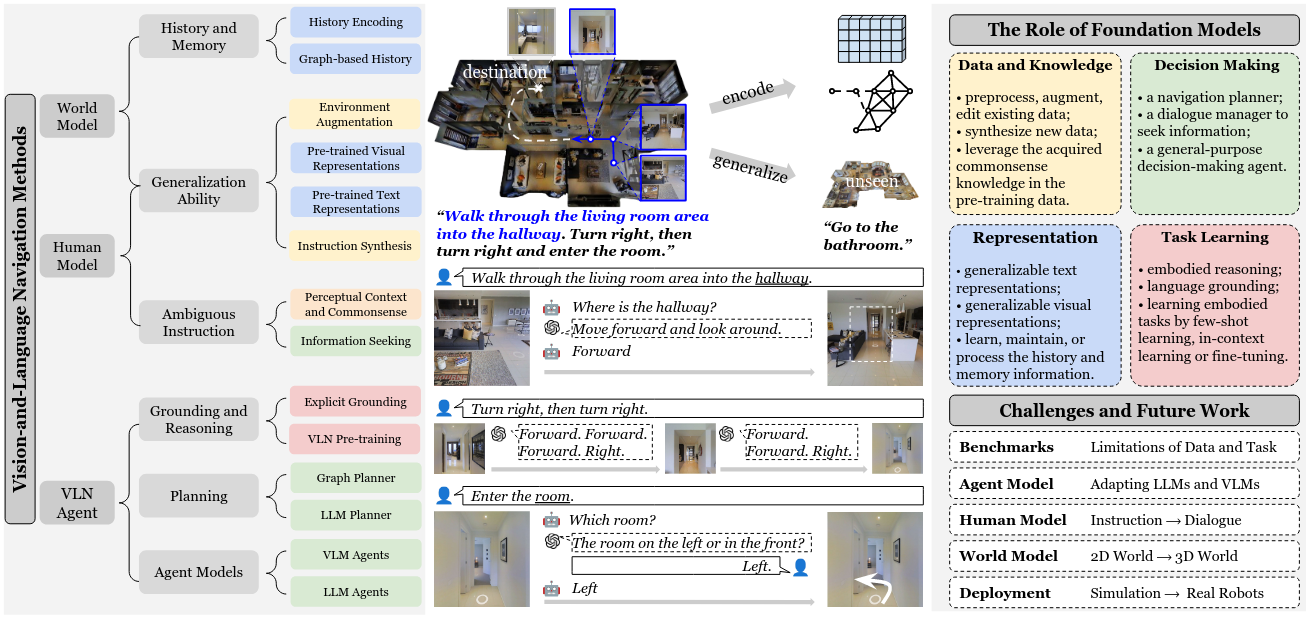 Vision-and-Language Navigation Methods
World
Model
Human
Model
VLN
Agent
History and
Memory
Generalization
Ability
Ambiguous
Instruction
Grounding and
Reasoning
Planning
Agent Models
History Encoding
Graph-based History
Environment
Augmentation
Pre-trained Visual
Representations
Pre-trained Text
Representations
Instruction Synthesis
Perceptual Context
and Commonsense
Information Seeking
Explicit Grounding
VLN Pre-training
Graph Planner
LLM Planner
VLM Agents
LLM Agents
destination
encode
generalize
unseen
“Walk through the living room area
into the hallway. Turn right, then
turn right and enter the room.”
“Go to the
bathroom.”
Walk through the living room area into the hallway.
Where is the hallway?
Move forward and look around.
Forward
Turn right, then turn right.
Forward. Forward.
Forward. Right.
Forward.
Forward. Right.
Enter the room.
Which room?
The room on the left or in the front?
Left.
Left
The Role of Foundation Models
Data and Knowledge
• preprocess, augment,
edit existing data;
• synthesize new data;
• leverage the acquired
commonsense
knowledge in the
pre-training data.
Decision Making
• a navigation planner;
• a dialogue manager to
seek information;
• a general-purpose
decision-making agent.
Representation
• generalizable text
representations;
• generalizable visual
representations;
• learn, maintain, or
process the history and
memory information.
Task Learning
• embodied reasoning;
• language grounding;
• learning embodied
tasks by few-shot
learning, in-context
learning or fine-tuning.
Challenges and Future Work
Benchmarks Limitations of Data and Task
Agent Model Adapting LLMs and VLMs
Human Model Instruction → Dialogue
World Model 2D World → 3D World
Deployment Simulation → Real Robots